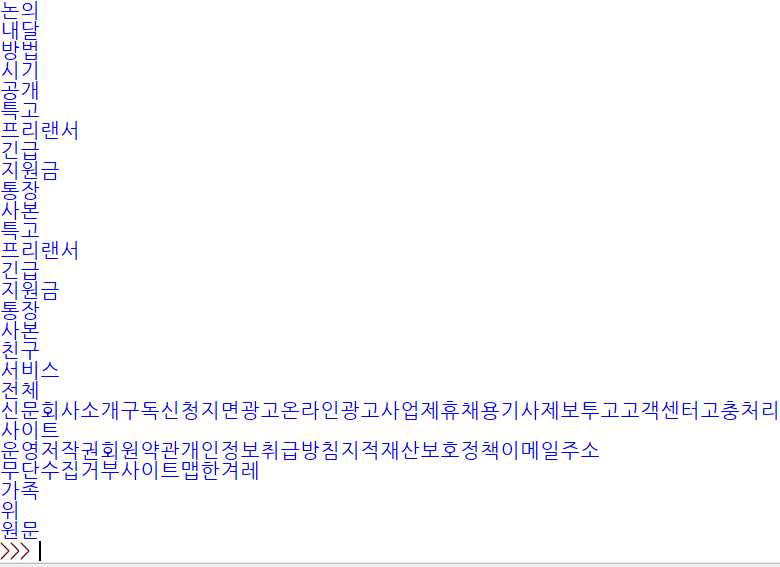 논의
내달
방법
시기
공개
특고
프리랜서
긴급
지원금
통장
사본
특고
프리랜서
긴급
지원금
통장
사본
친구
서비스
전체
신문회사소개구독신청지면광고온라인광고사업제휴채용기사제보투고고객센터고충처리
사이트
운영저작권회원약관개인정보취급방침지적재산보호정책이메일주소
무단수집거부사이트맵한겨레
가족
위
원문
>>>